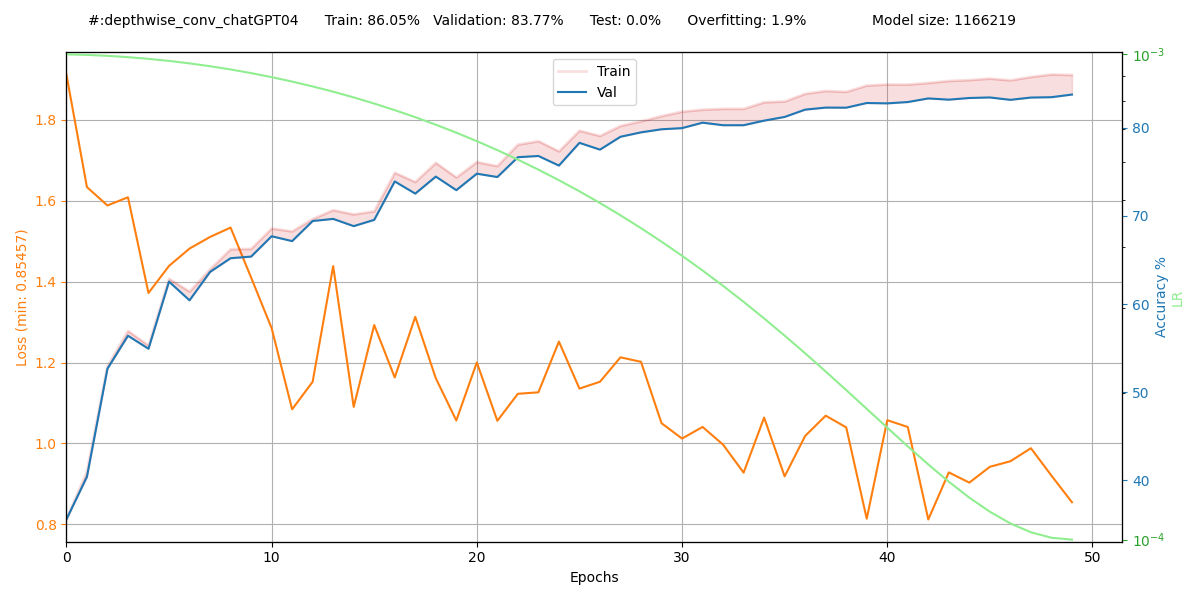 #:depthwise_conv_chatGPT04 Train: 86.05% Validation: 83.77% Test: 0.0% Overfitting: 1.9% Model size: 1166219
Train
Val
Loss (min: 0.85457)
1.8
1.6
1.4
1.2
1.0
0.8
0 10 20 30 40 50
Epochs
80
70
60
50
40
Accuracy %
10⁻³
10⁻⁴
LR